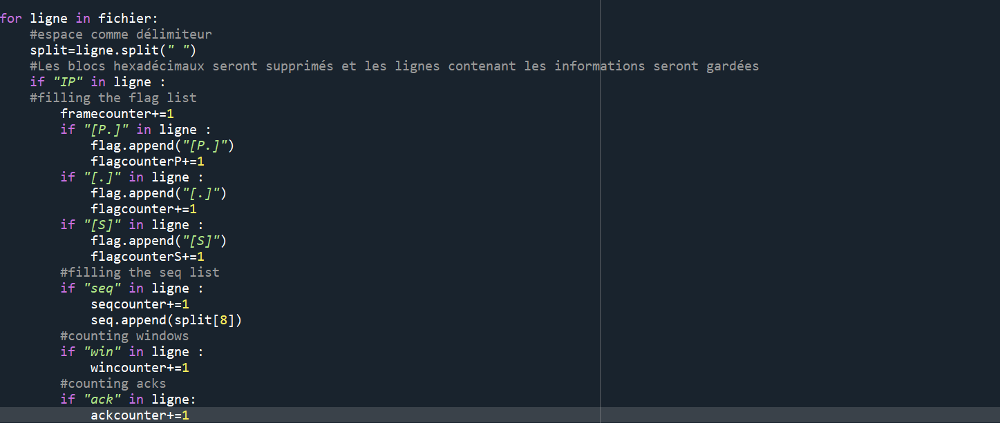 for ligne in fichier:
    #espace comme délimiteur
    split=ligne.split(" ")
    #Les blocs hexadécimaux seront supprimés et les lignes contenant les informations seront gardées
    if "IP" in ligne :
    #filling the flag list
        framecounter+=1
        if "[P.]" in ligne :
            flag.append("[P.]")
            flagcounterP+=1
        if "[.]" in ligne :
            flag.append("[.]")
            flagcounter+=1
        if "[S]" in ligne :
            flag.append("[S]")
            flagcounterS+=1
        #filling the seq list
        if "seq" in ligne :
            seqcounter+=1
            seq.append(split[8])
        #counting windows
        if "win" in ligne :
            wincounter+=1
        #counting acks
        if "ack" in ligne:
            ackcounter+=1